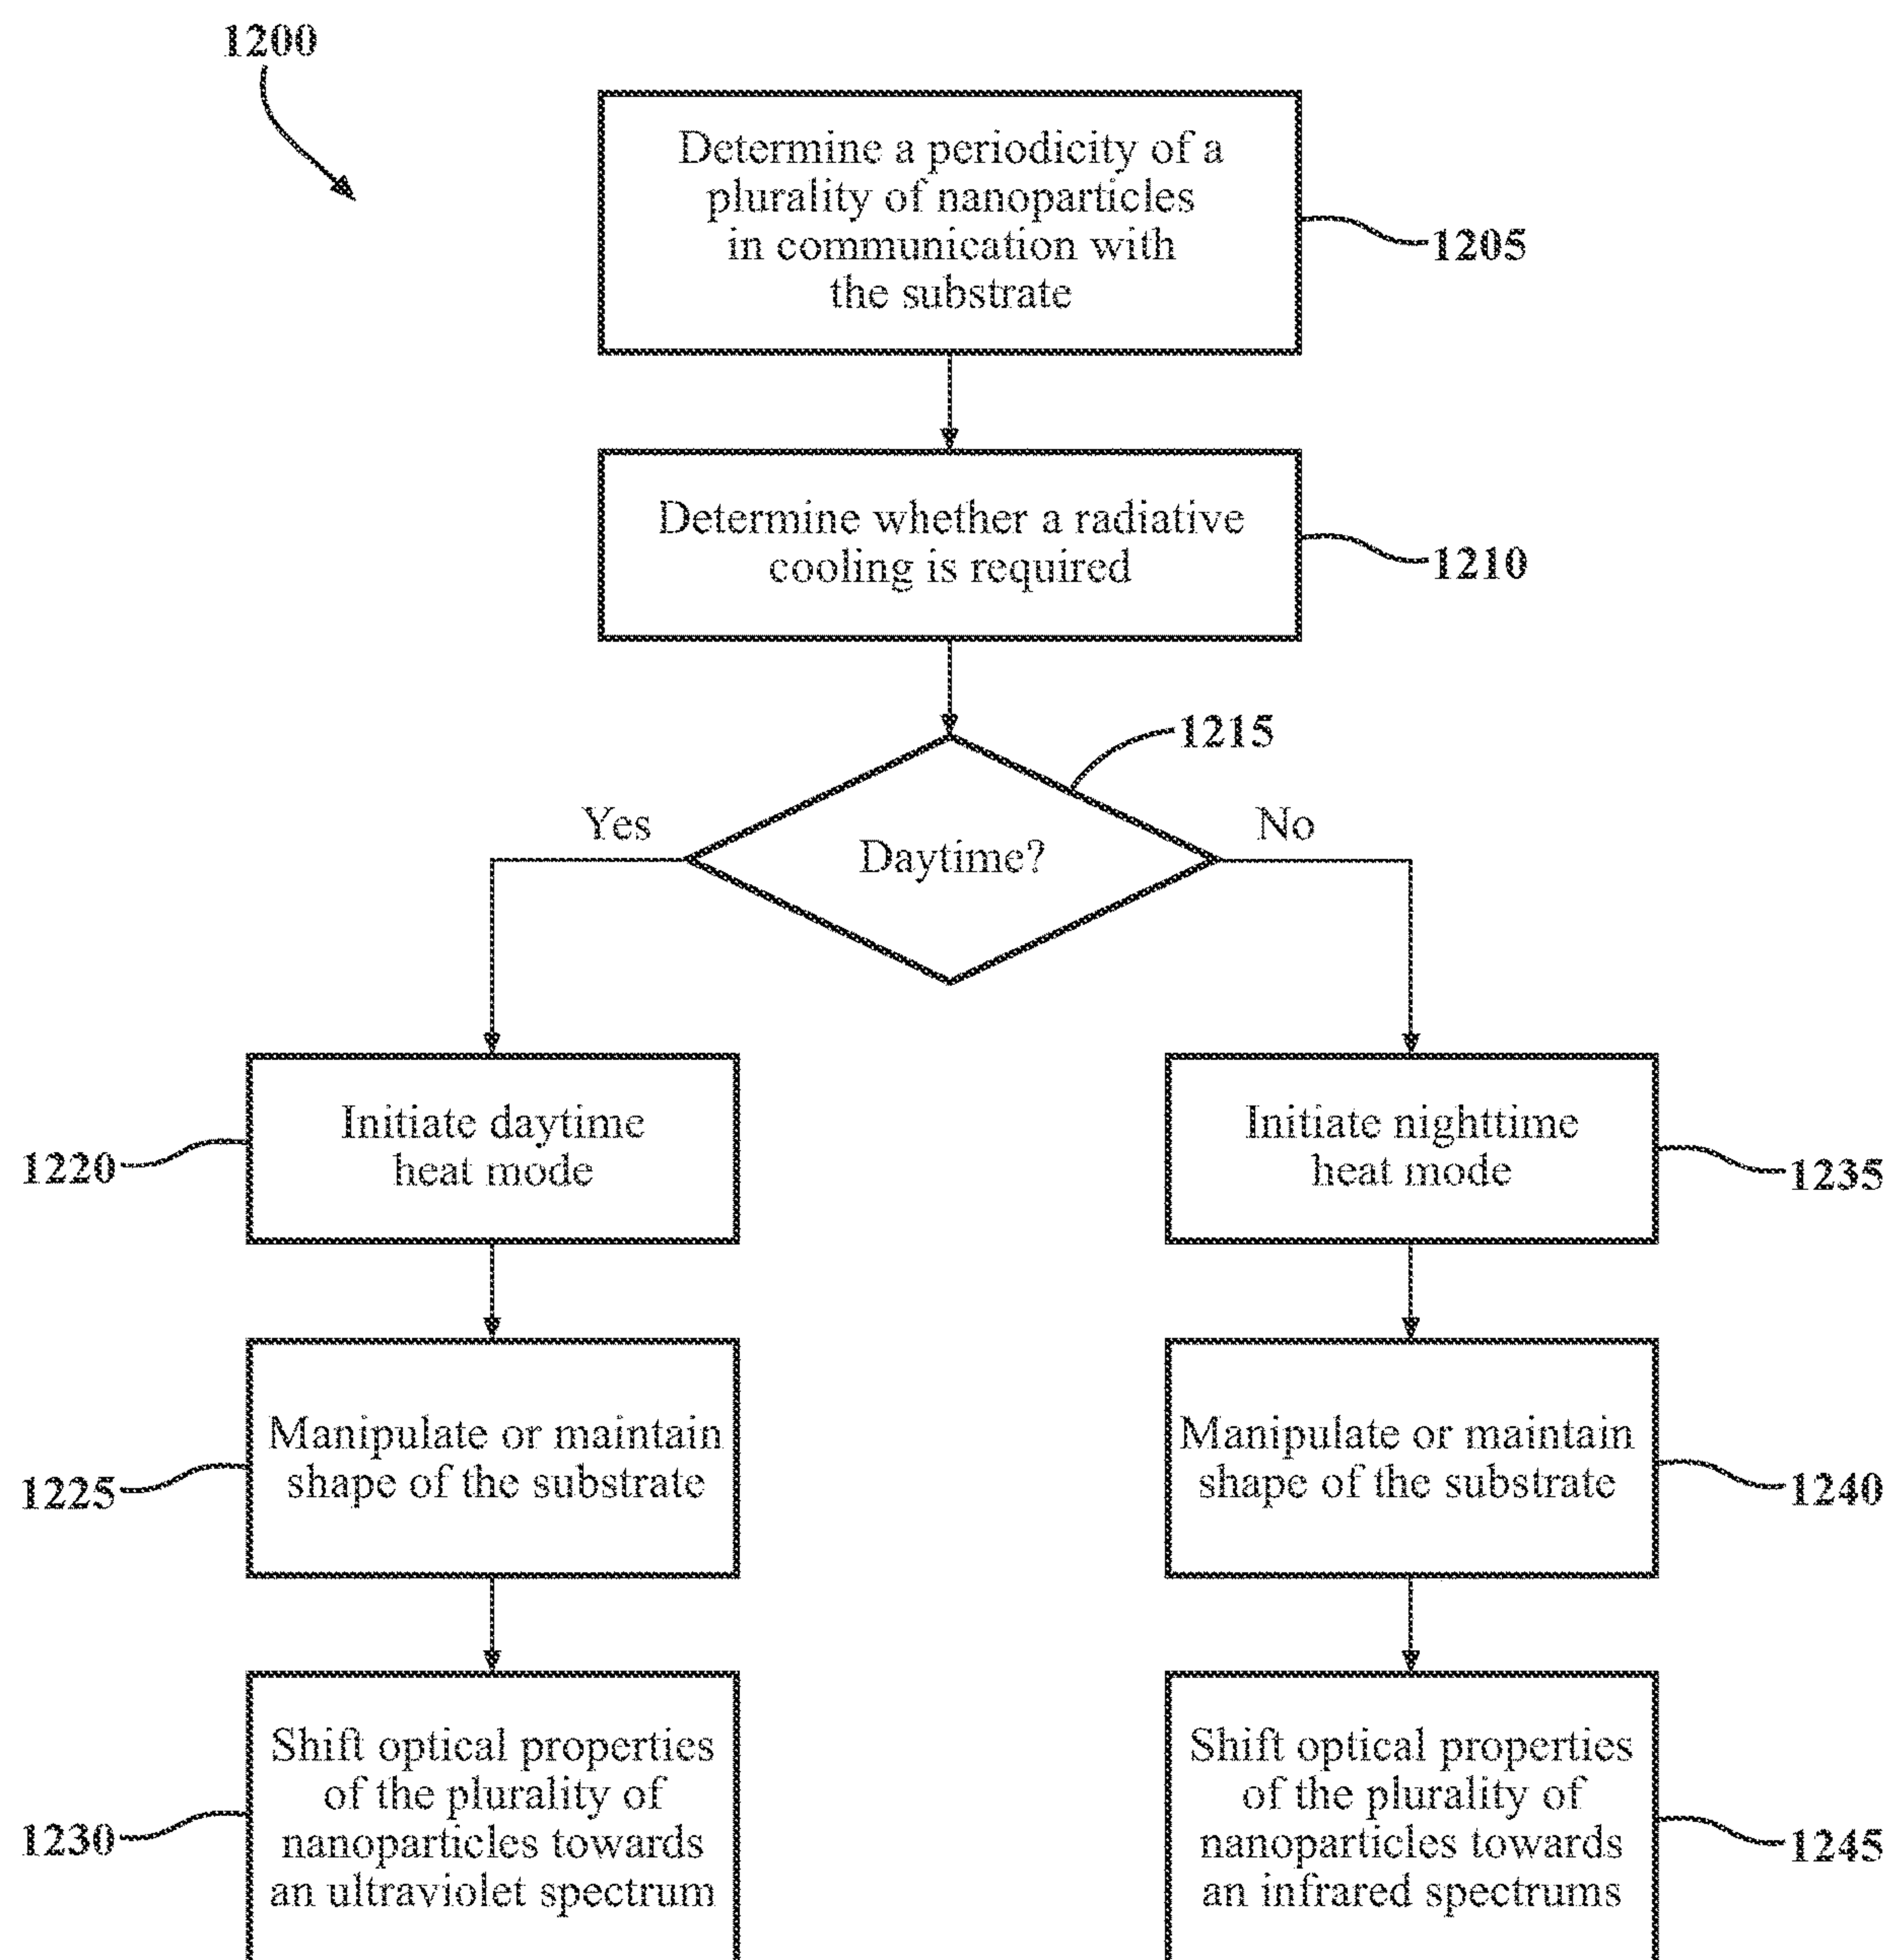 1200
Determine a periodicity of a
plurality of nanoparticles
in communication with
the substrate
1205
Determine whether a radiative
cooling is required
1210
1215
Yes
Daytime?
No
Initiate daytime
heat mode
1220
Initiate nighttime
heat mode
1235
Manipulate or maintain
shape of the substrate
1225
Manipulate or maintain
shape of the substrate
1240
Shift optical properties
of the plurality of
nanoparticles towards
an ultraviolet spectrum
1230
Shift optical properties
of the plurality of
nanoparticles towards
an infrared spectrums
1245